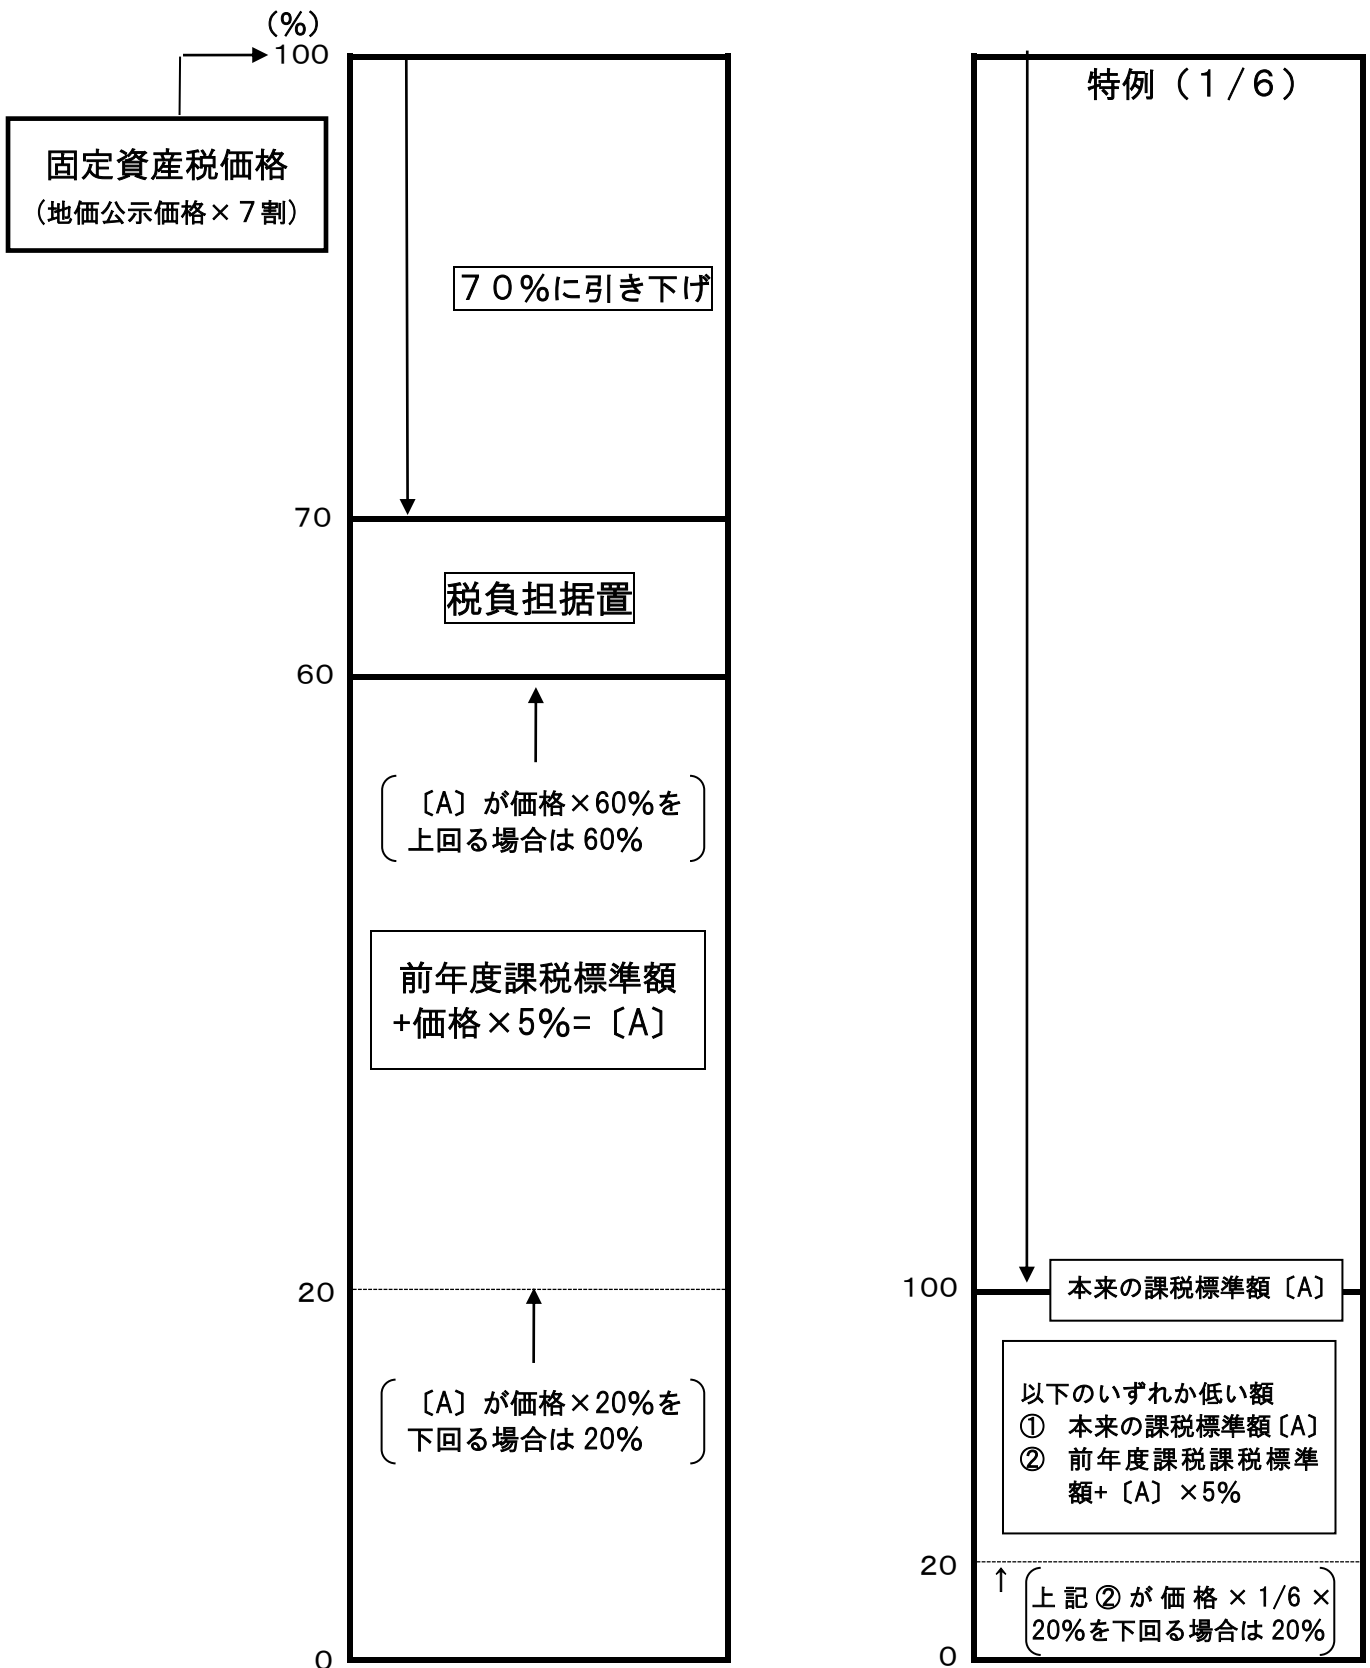 (%)
100
固定資産税価格
(地価公示価格×7割)
70%に引き下げ
70
税負担据置
60
〔A〕が価格×60%を
上回る場合は 60%
前年度課税標準額
+価格×5%=〔A〕
20
〔A〕が価格×20%を
下回る場合は 20%
0
特例(1/6)
100
本来の課税標準額〔A〕
以下のいずれか低い額
① 本来の課税標準額〔A〕
② 前年度課税課税標準
額+〔A〕×5%
20
↑
上記②が価格×1/6×
20%を下回る場合は 20%
0